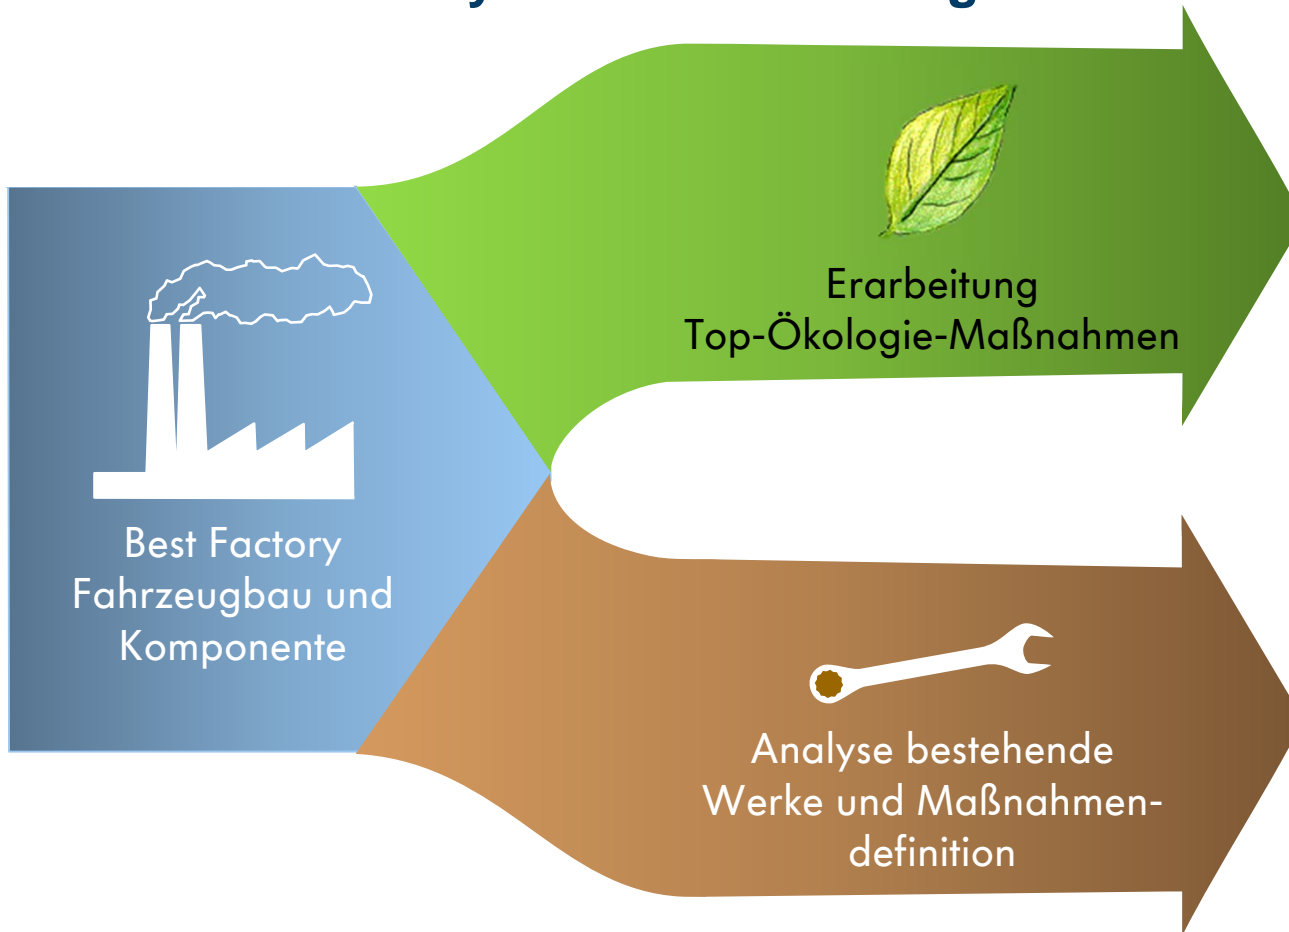 Erarbeitung
Top-Ökologie-Maßnahmen
Best Factory
Fahrzeugbau und
Komponente
Analyse bestehende
Werke und Maßnahmen-
definition